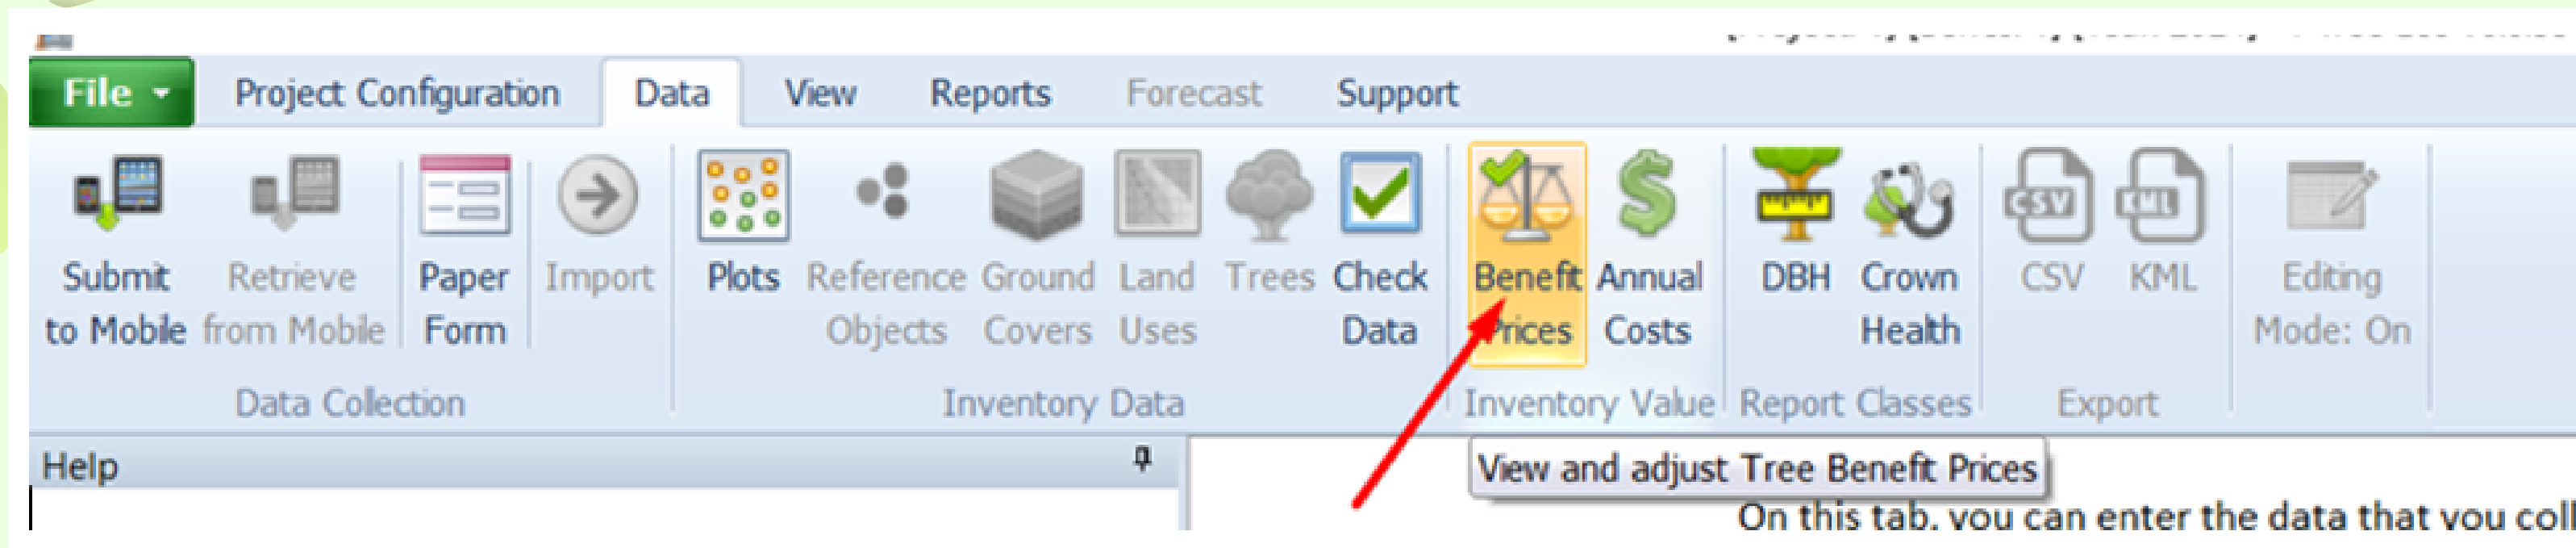 File Project Configuration Data View Reports Forecast Support
Submit to Mobile
Retrieve from Mobile
Paper Form
Import
Plots
Reference Objects
Ground Covers
Land Uses
Trees
Check Data
Benefit Prices
Annual Costs
DBH
Crown Health
CSV
CSV
KML
KML
Editing Mode: On
Data Collection Inventory Data Inventory Value Report Classes Export
Help
View and adjust Tree Benefit Prices
On this tab, you can enter the data that you coll